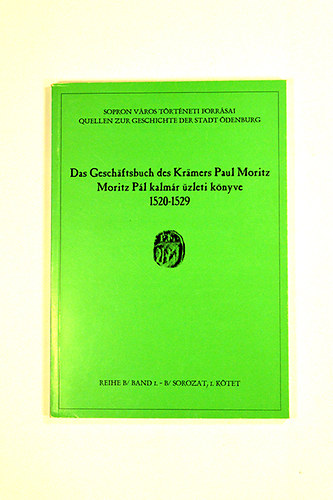 SOPRON VÁROS TÖRTÉNETI FORRÁSAI
QUELLEN ZUR GESCHICHTE DER STADT ÖDENBURG
Das Geschäftsbuch des Krämers Paul Moritz
Moritz Pál kalmár üzleti könyve
1520-1529
REIHE B/ BAND 1. - B/ SOROZAT, 1. KÖTET